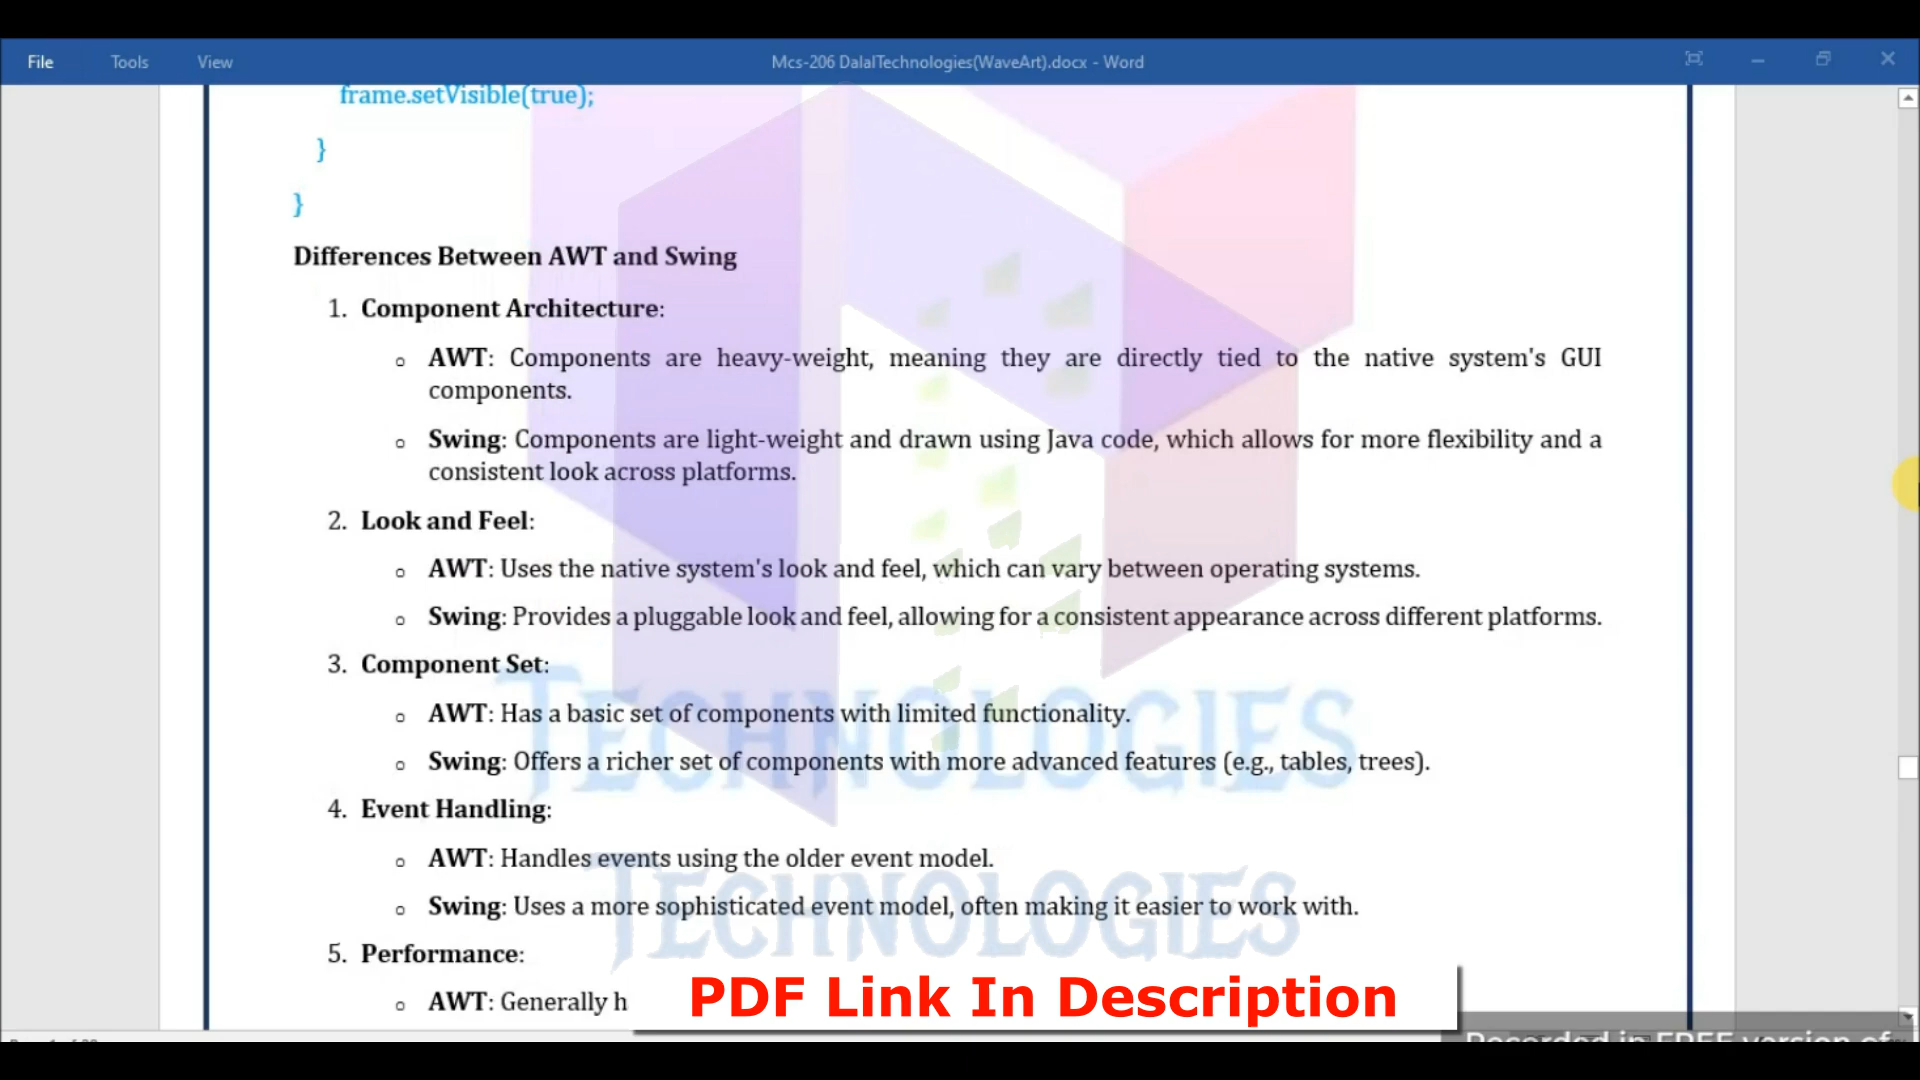 File Tools View Mcs-206 DalalTechnologies(WaveArt).docx - Word
frame.setVisible(true);
}
}
Differences Between AWT and Swing
1. Component Architecture:
o AWT: Components are heavy-weight, meaning they are directly tied to the native system's GUI
components.
o Swing: Components are light-weight and drawn using Java code, which allows for more flexibility and a
consistent look across platforms.
2. Look and Feel:
o AWT: Uses the native system's look and feel, which can vary between operating systems.
o Swing: Provides a pluggable look and feel, allowing for a consistent appearance across different platforms.
3. Component Set:
TECHNOLOGIES
o AWT: Has a basic set of components with limited functionality.
o Swing: Offers a richer set of components with more advanced features (e.g., tables, trees).
4. Event Handling:
o AWT: Handles events using the older event model.
TECHNOLOGIES
o Swing: Uses a more sophisticated event model, often making it easier to work with.
5. Performance:
o AWT: Generally h
PDF Link In Description
Recorded in FREE version of